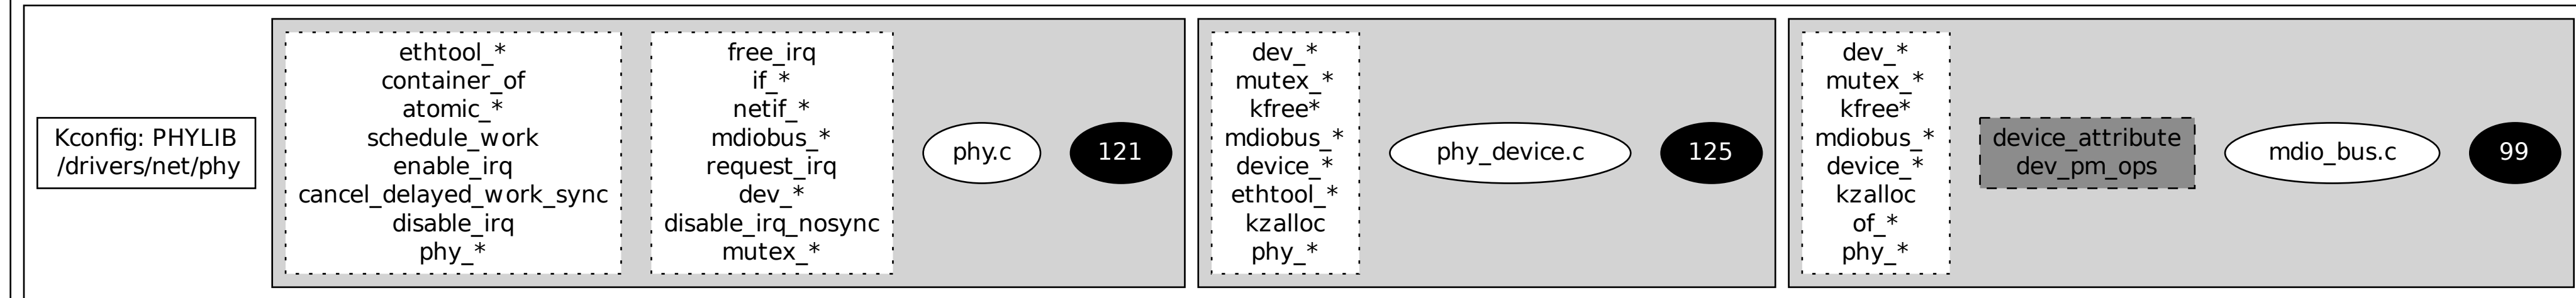 Kconfig: PHYLIB
/drivers/net/phy
ethtool_*
container_of
atomic_*
schedule_work
enable_irq
cancel_delayed_work_sync
disable_irq
phy_*
free_irq
if_*
netif_*
mdiobus_*
request_irq
dev_*
disable_irq_nosync
mutex_*
phy.c
121
dev_*
mutex_*
kfree*
mdiobus_*
device_*
ethtool_*
kzalloc
phy_*
phy_device.c
125
dev_*
mutex_*
kfree*
mdiobus_*
device_*
kzalloc
of_*
phy_*
device_attribute
dev_pm_ops
mdio_bus.c
99